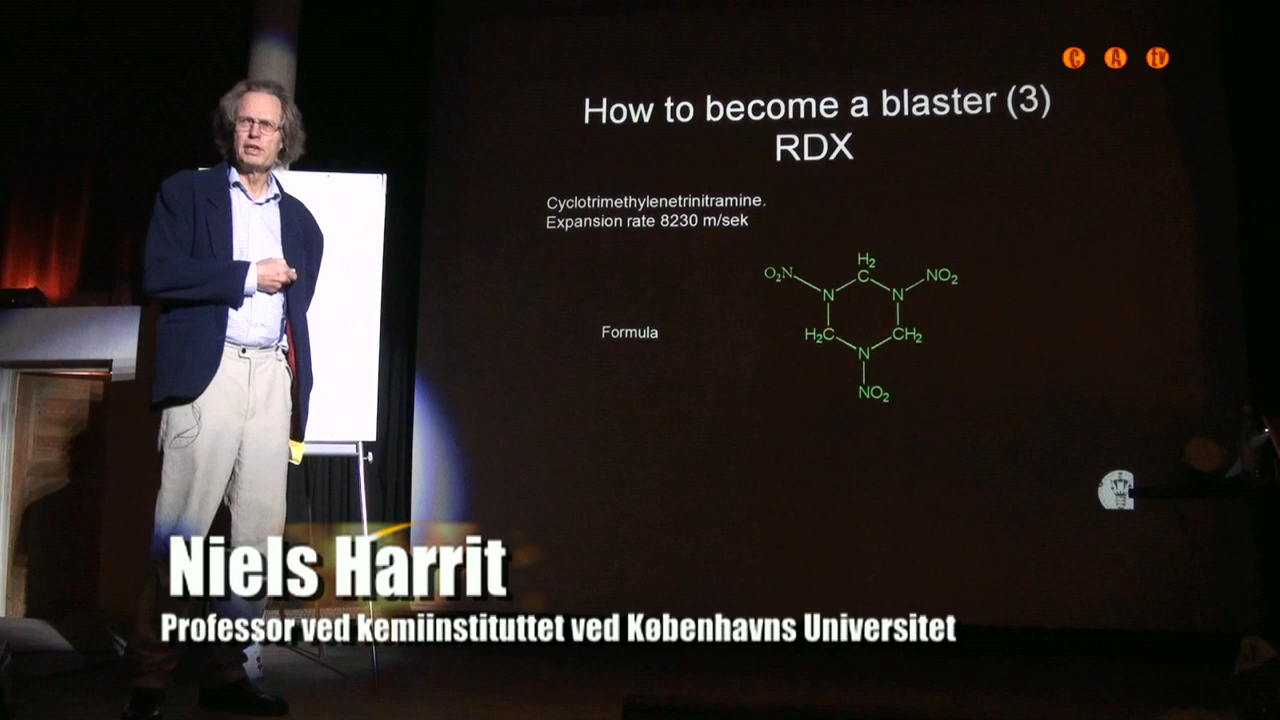 C A tv
How to become a blaster (3)
RDX
Cyclotrimethylenetrinitramine.
Expansion rate 8230 m/sek
H₂
O₂N C NO₂
N N
Formula H₂C CH₂
N
NO₂
Niels Harrit
Professor ved kemiinstituttet ved Københavns Universitet